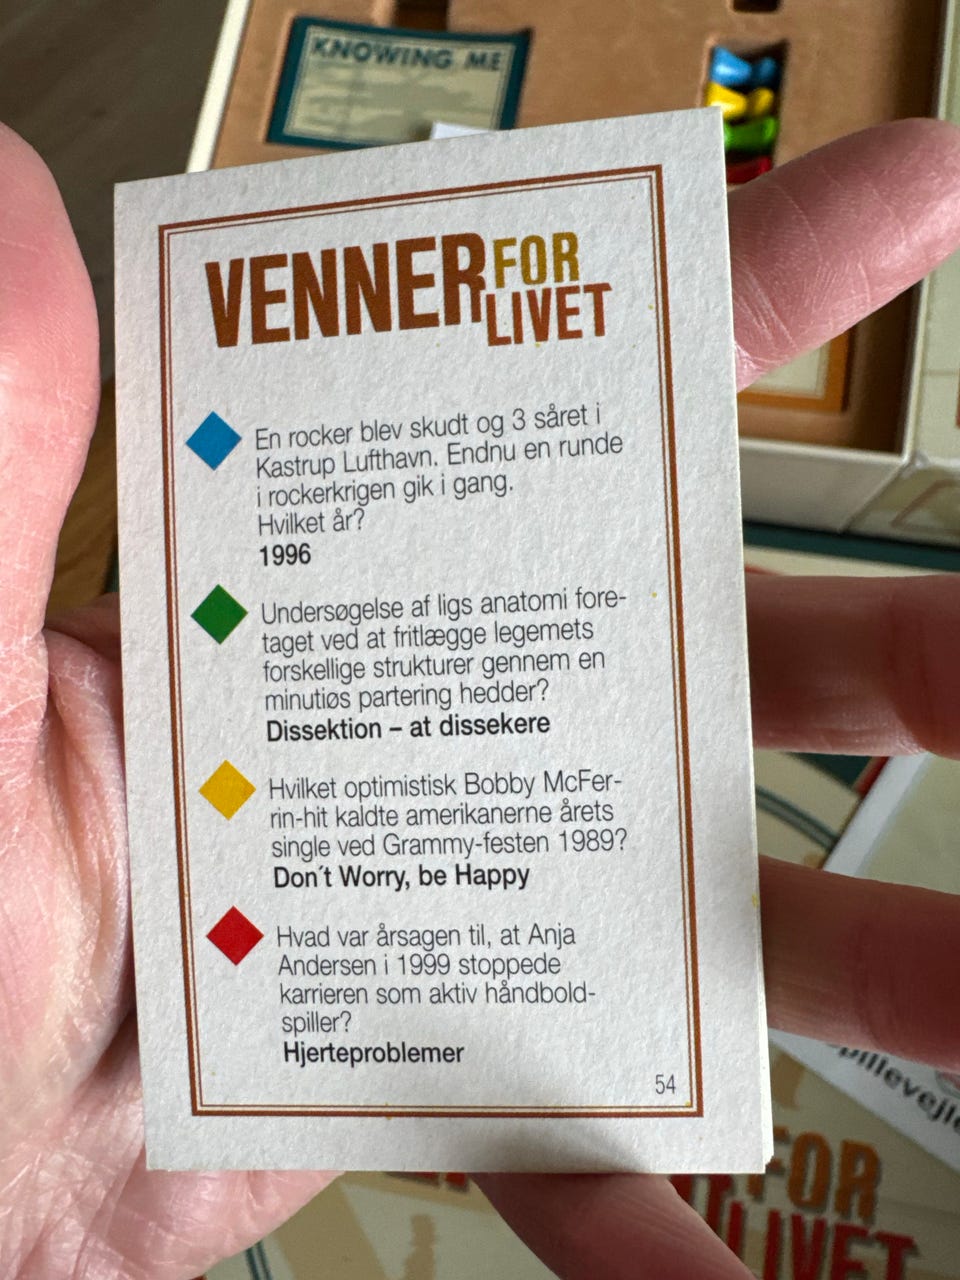 KNOWING ME
VENNER FOR
LIVET
En rocker blev skudt og 3 såret i
Kastrup Lufthavn. Endnu en runde
i rockerkrigen gik i gang.
Hvilket år?
1996
Undersøgelse af ligs anatomi fore-
taget ved at fritlægge legemets
forskellige strukturer gennem en
minutiøs partering hedder?
Dissektion – at dissekere
Hvilket optimistisk Bobby McFer-
rin-hit kaldte amerikanerne årets
single ved Grammy-festen 1989?
Don´t Worry, be Happy
Hvad var årsagen til, at Anja
Andersen i 1999 stoppede
karrieren som aktiv håndbold-
spiller?
Hjerteproblemer
54
FOR
LIVET